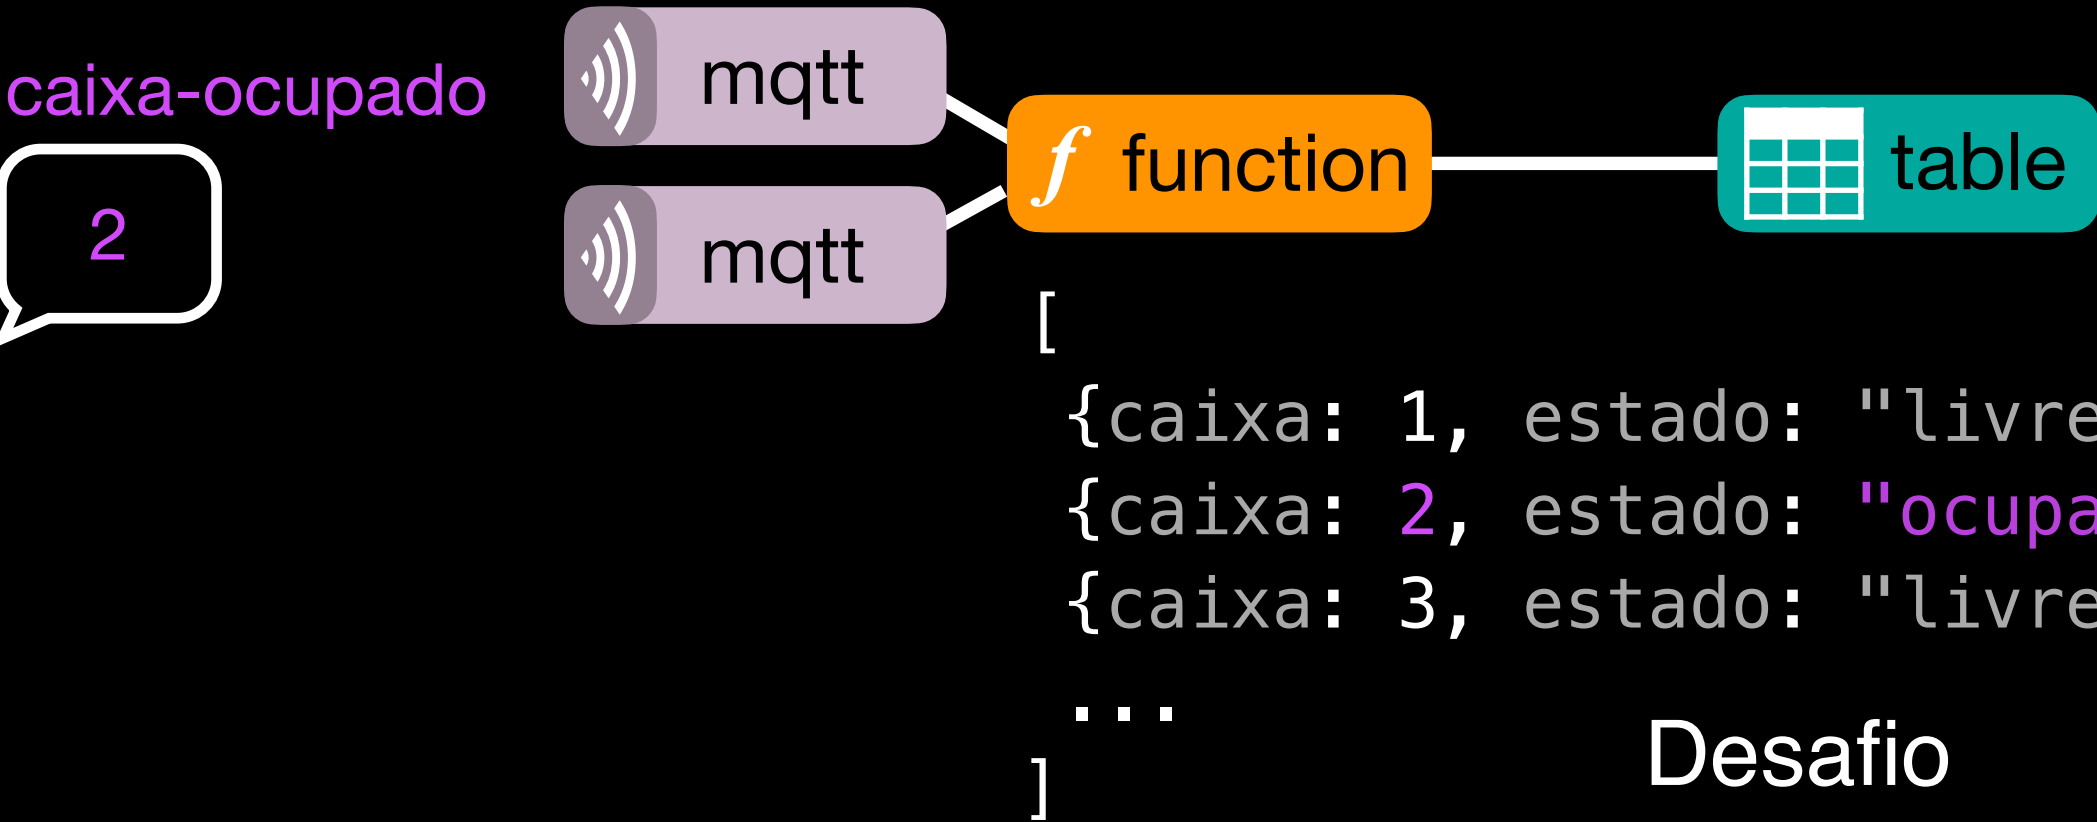 caixa-ocupado
2
mqtt
mqtt
f function
table
[
{caixa: 1, estado: "livre
{caixa: 2, estado: "ocupa
{caixa: 3, estado: "livre
...
]
Desafio